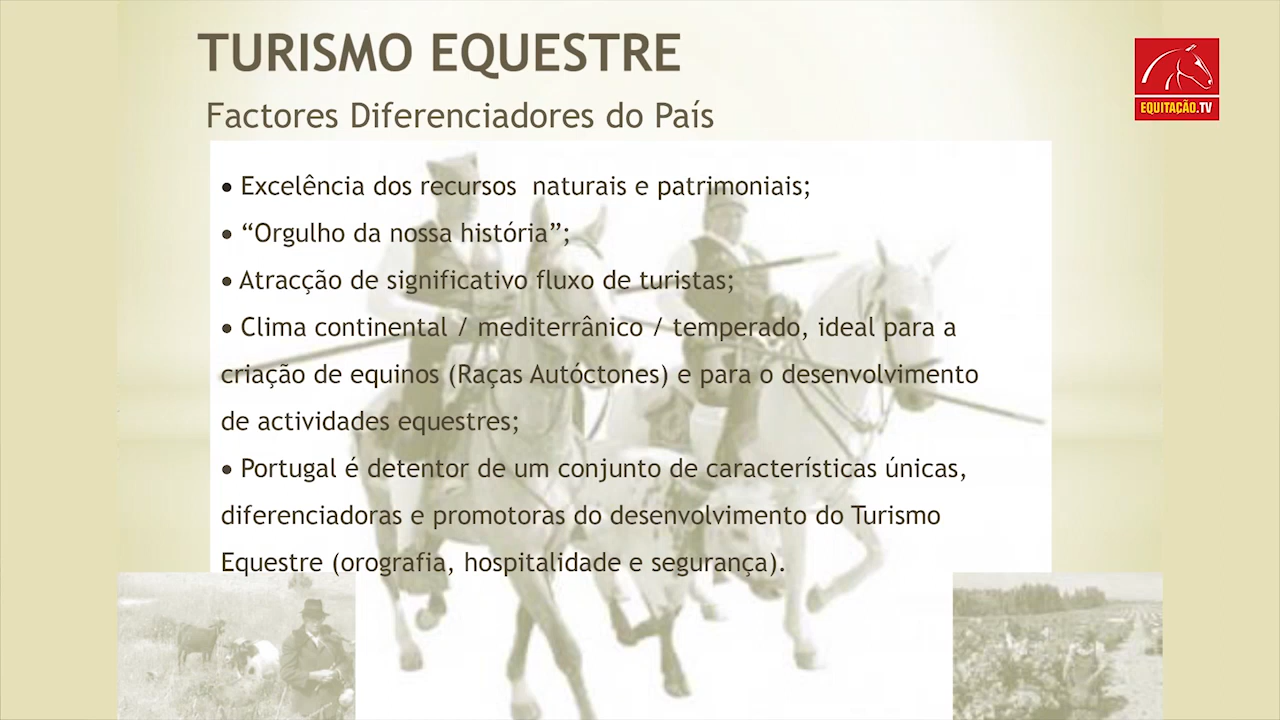 TURISMO EQUESTRE
EQUITAÇÃO.TV
Factores Diferenciadores do País
• Excelência dos recursos  naturais e patrimoniais;
• “Orgulho da nossa história”;
• Atracção de significativo fluxo de turistas;
• Clima continental / mediterrânico / temperado, ideal para a
criação de equinos (Raças Autóctones) e para o desenvolvimento
de actividades equestres;
• Portugal é detentor de um conjunto de características únicas,
diferenciadoras e promotoras do desenvolvimento do Turismo
Equestre (orografia, hospitalidade e segurança).